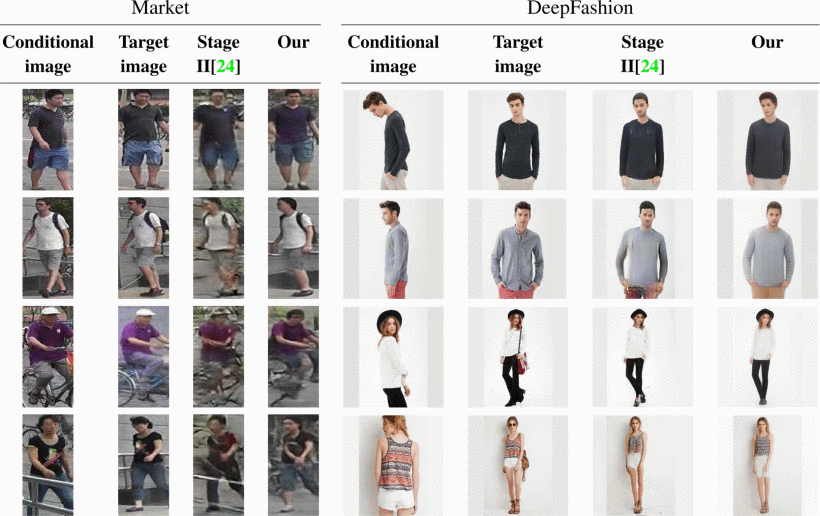 Market DeepFashion
Conditional Target Stage Our Conditional Target Stage Our
image image II[24] image image II[24]